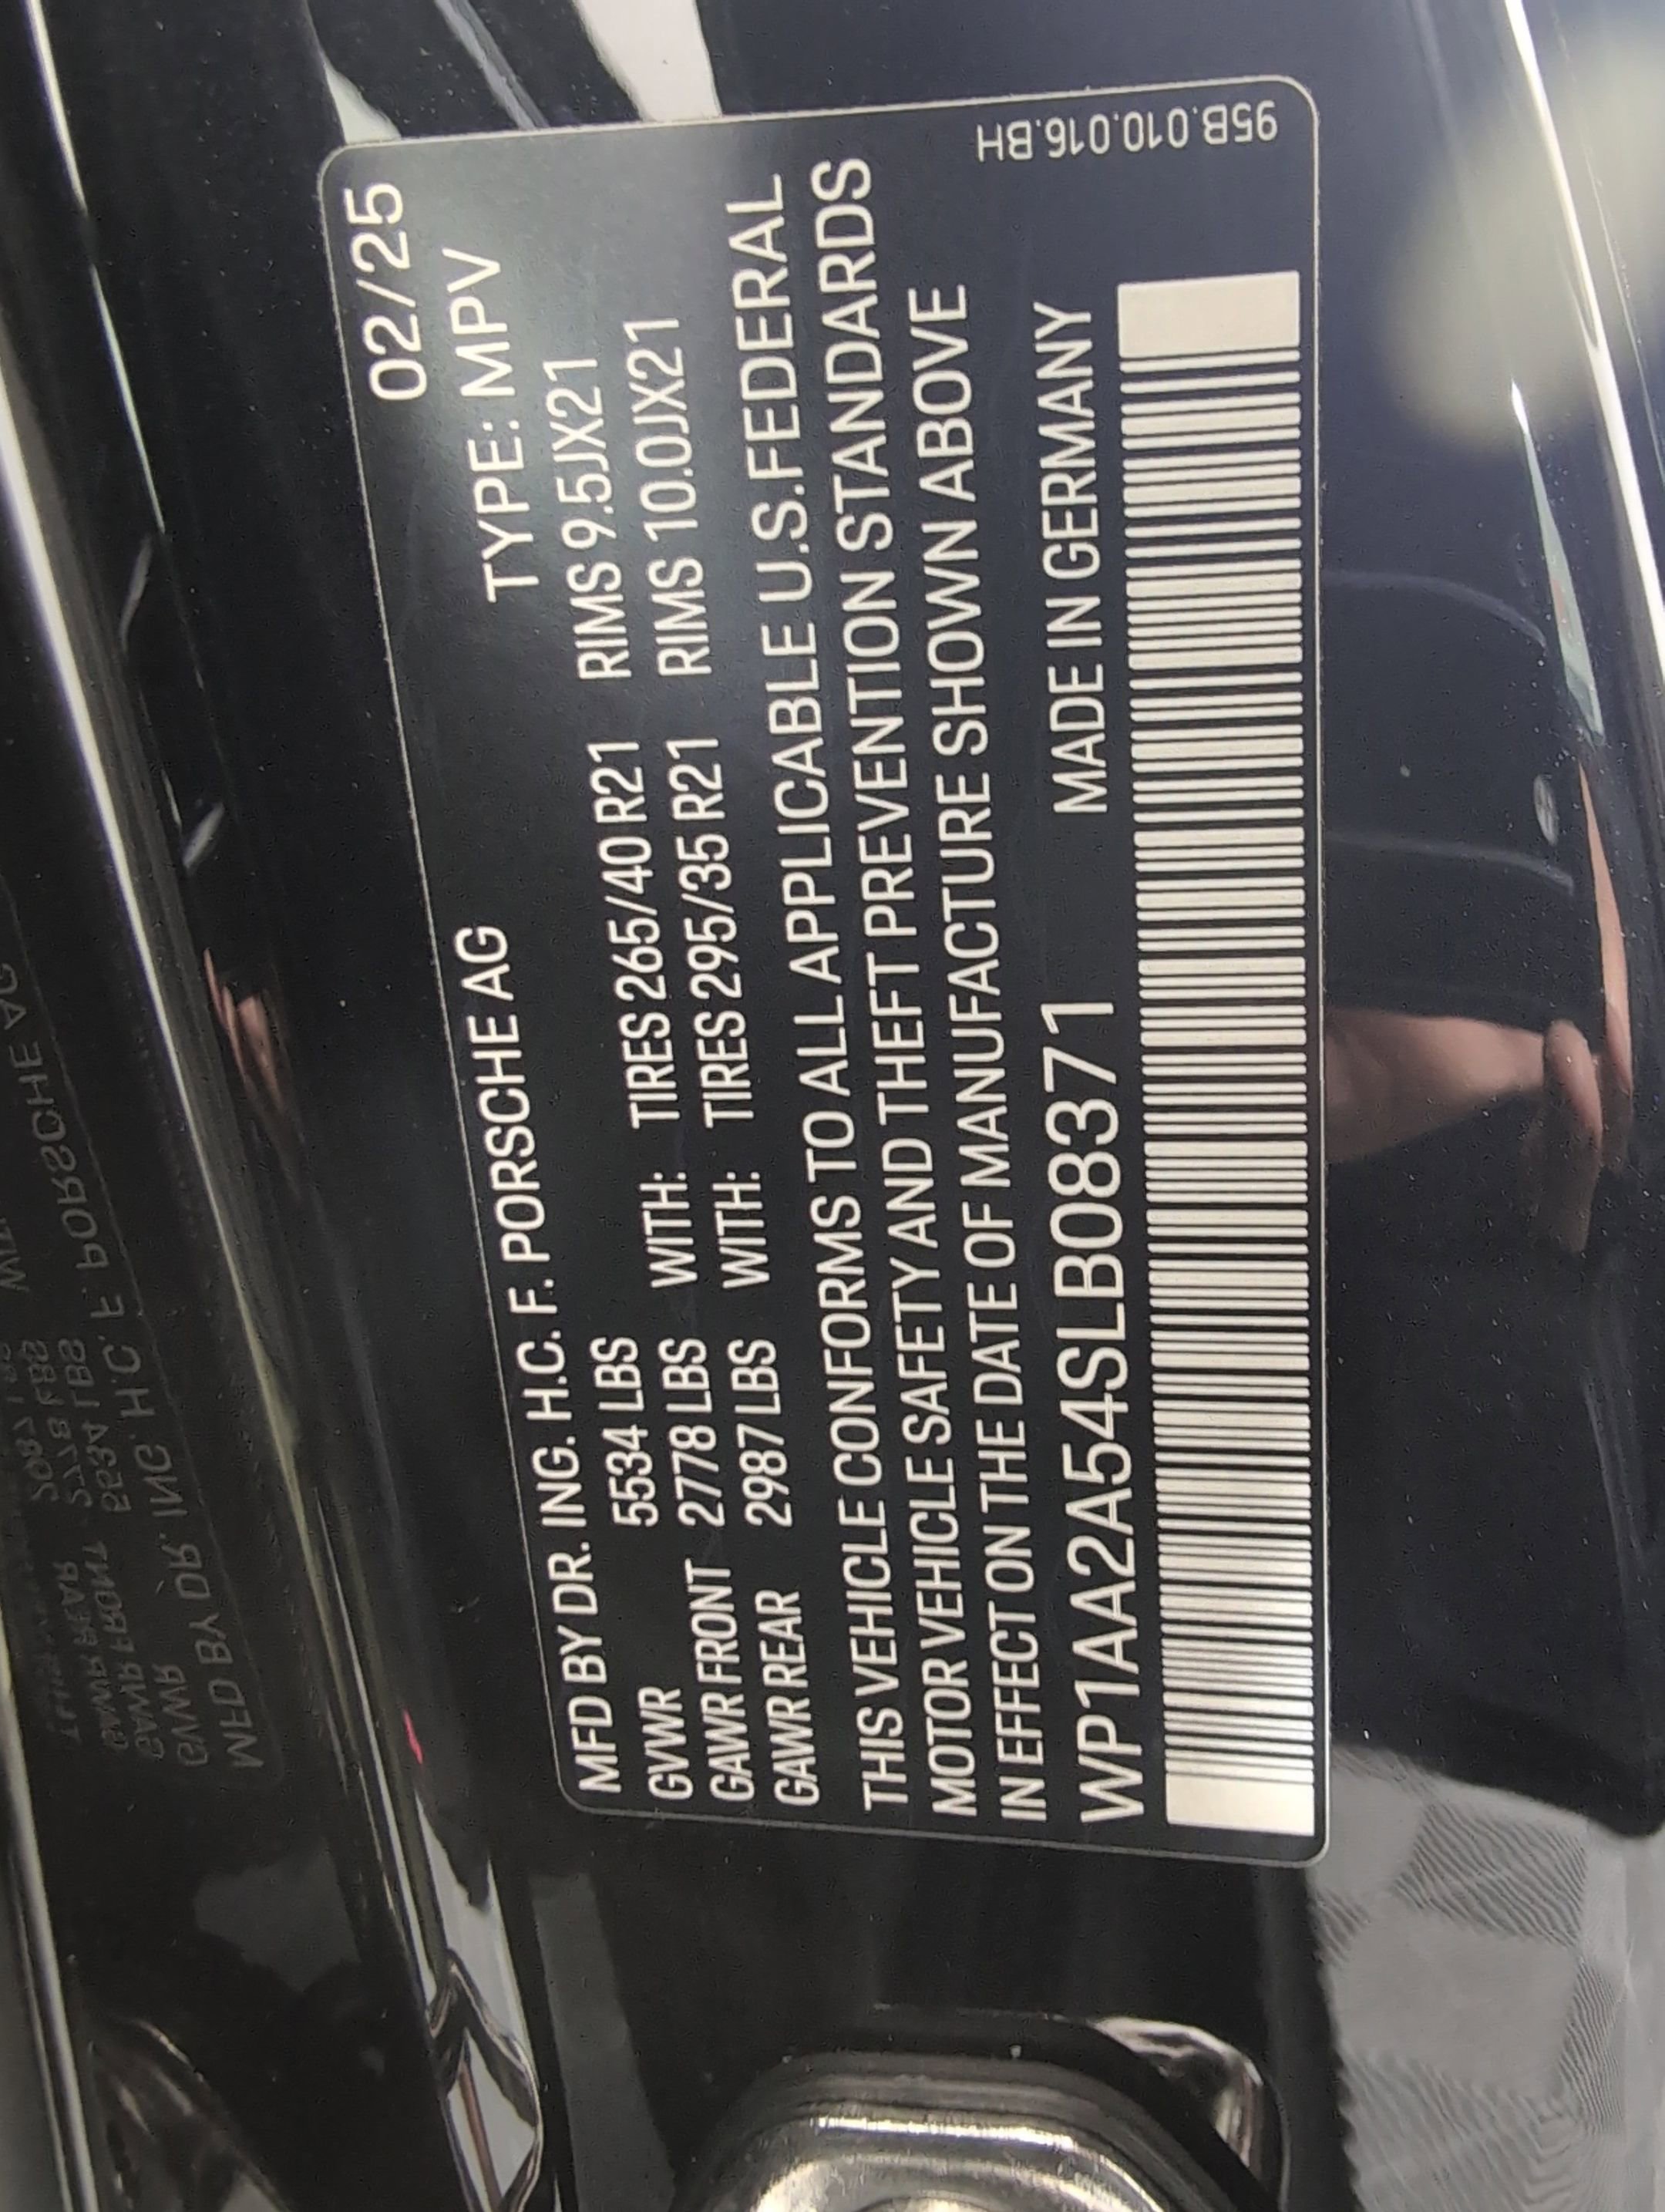 02/25
MFD BY DR. ING. H.C. F. PORSCHE AG TYPE: MPV
GVWR 5534 LBS WITH: TIRES 265/40 R21 RIMS 9.5JX21
GAWR FRONT 2778 LBS WITH: TIRES 295/35 R21 RIMS 10.0JX21
GAWR REAR 2987 LBS
THIS VEHICLE CONFORMS TO ALL APPLICABLE U.S.FEDERAL
MOTOR VEHICLE SAFETY AND THEFT PREVENTION STANDARDS
IN EFFECT ON THE DATE OF MANUFACTURE SHOWN ABOVE
WP1AA2A54SLB08371 MADE IN GERMANY
95B.010.016.BH